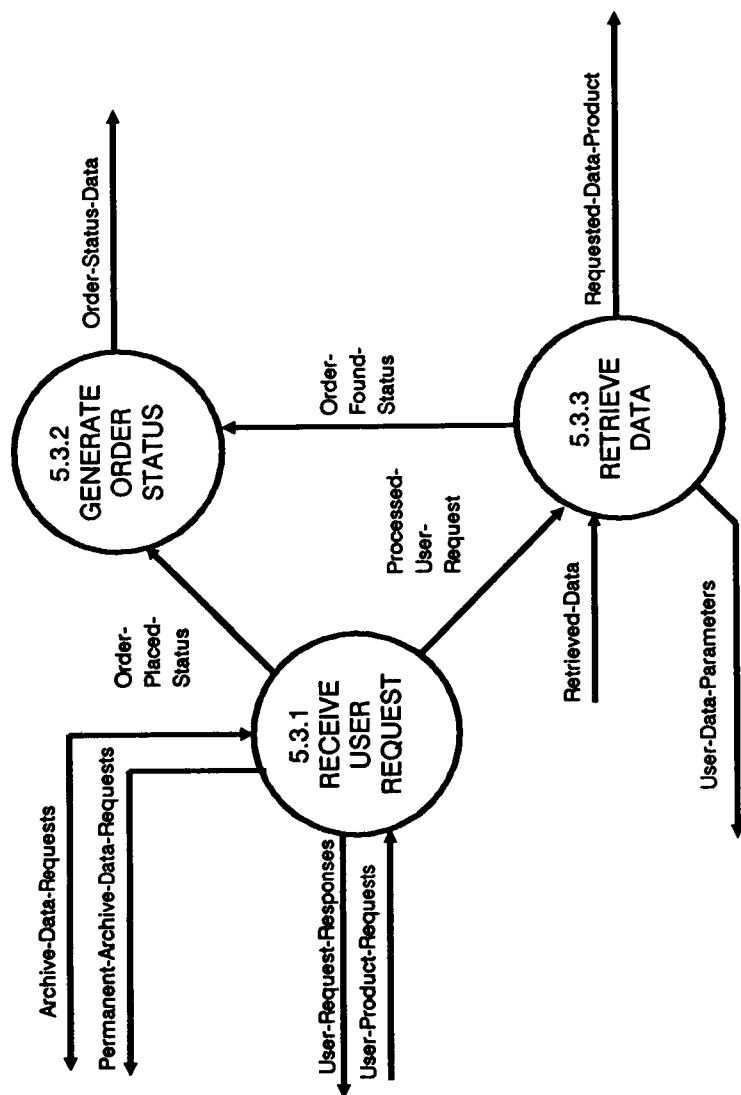 Archive-Data-Requests
Permanent-Archive-Data-Requests
User-Request-Responses
User-Product-Requests
5.3.1
RECEIVE
USER
REQUEST
Order-
Placed-
Status
5.3.2
GENERATE
ORDER
STATUS
Order-Status-Data
Processed-
User-
Request
Order-
Found-
Status
Retrieved-Data
5.3.3
RETRIEVE
DATA
Requested-Data-Product
User-Data-Parameters